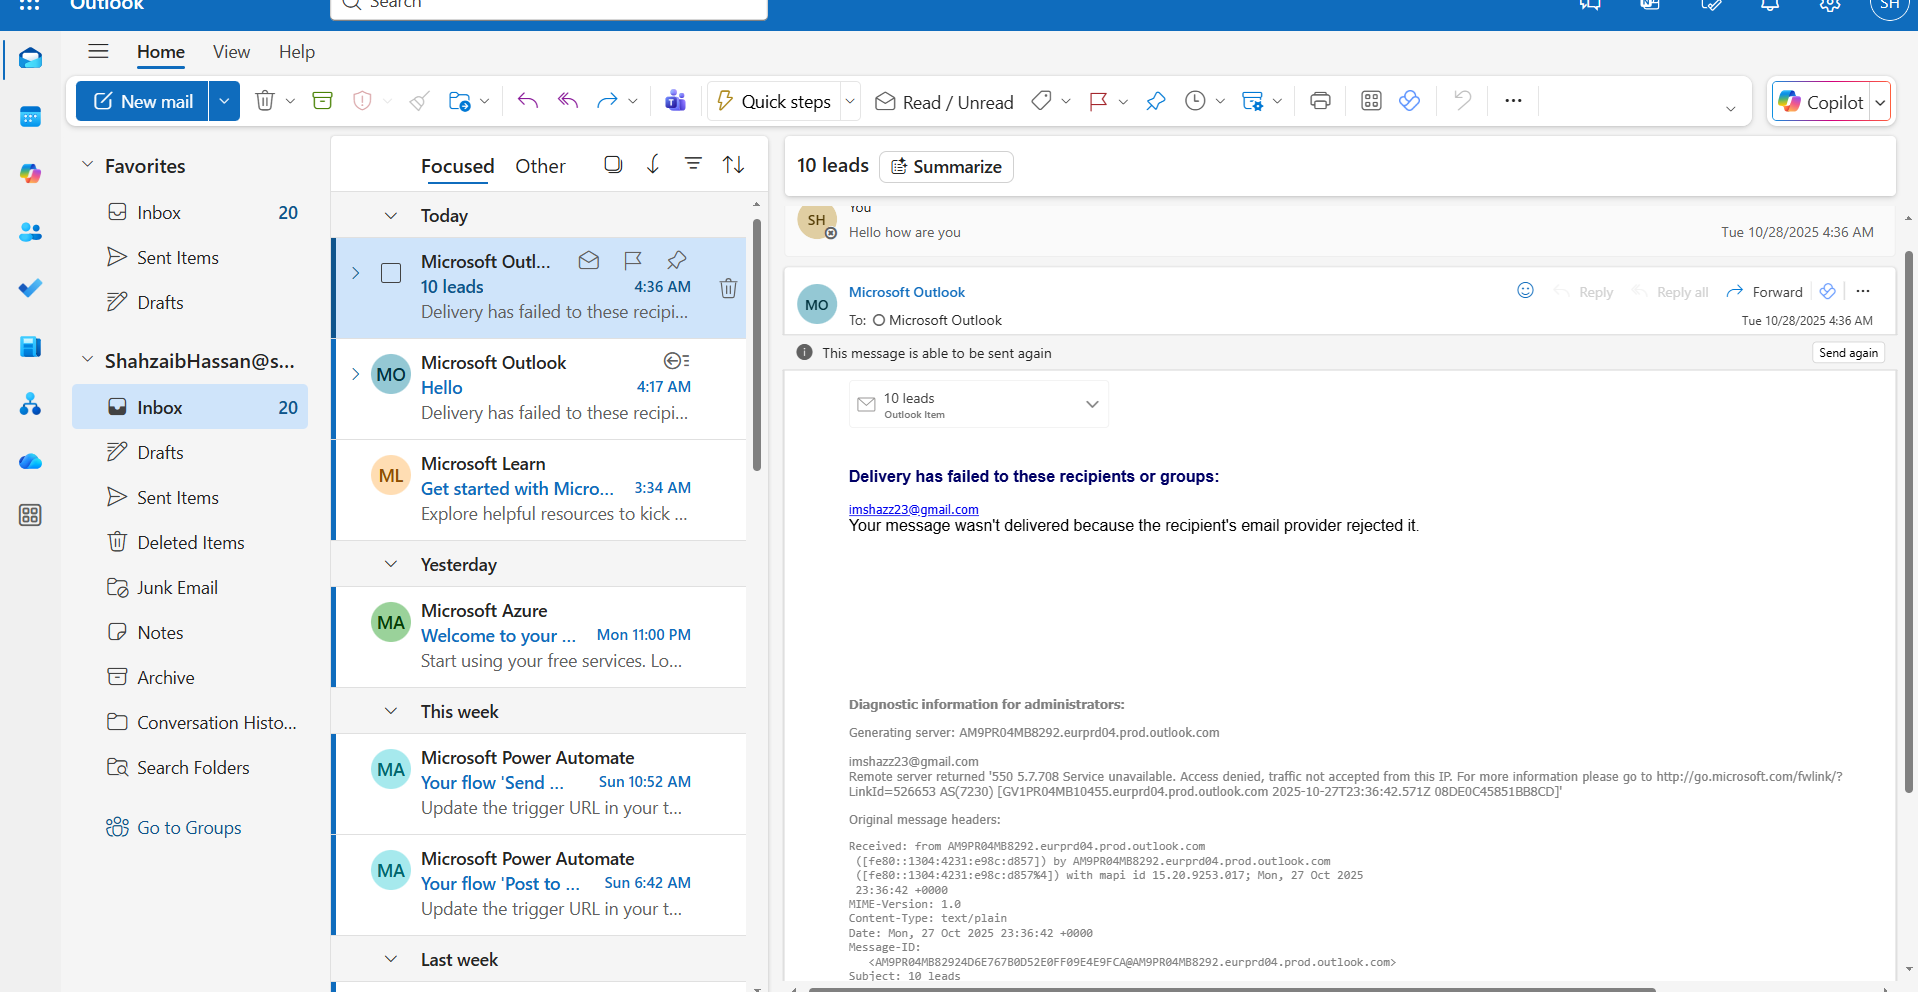 Outlook
Search
SH
Home View Help
New mail
Quick steps
Read / Unread
Copilot
Favorites
Inbox 20
Sent Items
Drafts
ShahzaibHassan@s...
Inbox 20
Drafts
Sent Items
Deleted Items
Junk Email
Notes
Archive
Conversation Histo...
Search Folders
Go to Groups
Focused Other
Today
Microsoft Outl...
10 leads 4:36 AM
Delivery has failed to these recipi...
MO
Microsoft Outlook
Hello 4:17 AM
Delivery has failed to these recipi...
ML
Microsoft Learn
Get started with Micro... 3:34 AM
Explore helpful resources to kick ...
Yesterday
MA
Microsoft Azure
Welcome to your ... Mon 11:00 PM
Start using your free services. Lo...
This week
MA
Microsoft Power Automate
Your flow 'Send ... Sun 10:52 AM
Update the trigger URL in your t...
MA
Microsoft Power Automate
Your flow 'Post to ... Sun 6:42 AM
Update the trigger URL in your t...
Last week
10 leads Summarize
SH
You
Hello how are you Tue 10/28/2025 4:36 AM
MO
Microsoft Outlook
Reply Reply all Forward
To: Microsoft Outlook
Tue 10/28/2025 4:36 AM
This message is able to be sent again
Send again
10 leads
Outlook Item
Delivery has failed to these recipients or groups:
imshazz23@gmail.com
Your message wasn't delivered because the recipient's email provider rejected it.
Diagnostic information for administrators:
Generating server: AM9PR04MB8292.eurprd04.prod.outlook.com
imshazz23@gmail.com
Remote server returned '550 5.7.708 Service unavailable. Access denied, traffic not accepted from this IP. For more information please go to http://go.microsoft.com/fwlink/?
LinkId=526653 AS(7230) [GV1PR04MB10455.eurprd04.prod.outlook.com 2025-10-27T23:36:42.571Z 08DE0C45851BB8CD]'
Original message headers:
Received: from AM9PR04MB8292.eurprd04.prod.outlook.com
([fe80::1304:4231:e98c:d857]) by AM9PR04MB8292.eurprd04.prod.outlook.com
([fe80::1304:4231:e98c:d857%4]) with mapi id 15.20.9253.017; Mon, 27 Oct 2025
23:36:42 +0000
MIME-Version: 1.0
Content-Type: text/plain
Date: Mon, 27 Oct 2025 23:36:42 +0000
Message-ID:
<AM9PR04MB82924D6E767B0D52E0FF09E4E9FCA@AM9PR04MB8292.eurprd04.prod.outlook.com>
Subject: 10 leads